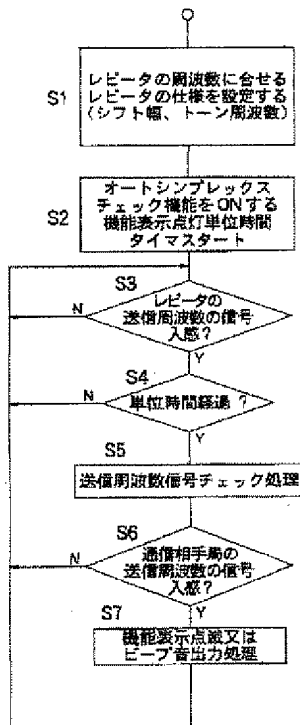 S1
レピータの周波数に合せる
レピータの仕様を設定する
(シフト幅、トーン周波数)
S2
オートシンプレックス
チェック機能をONする
機能表示点灯単位時間
タイマスタート
S3
N
レピータの
送信周波数の信号
入感?
Y
S4
N
単位時間経過 ?
Y
S5
送信周波数信号チェック処理
S6
N
通信相手局の
送信周波数の信号
入感?
Y
S7
機能表示点滅又は
ビープ音出力処理